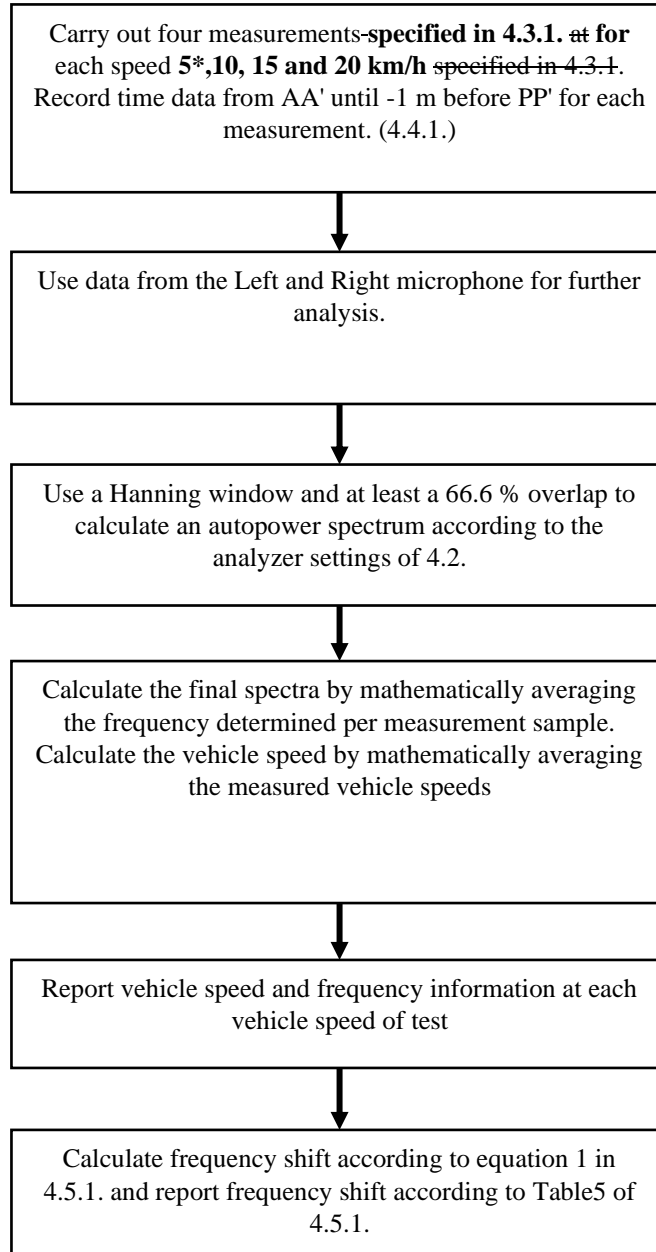 Carry out four measurements-specified in 4.3.1. at for
each speed 5*,10, 15 and 20 km/h specified in 4.3.1.
Record time data from AA' until -1 m before PP' for each
measurement. (4.4.1.)
Use data from the Left and Right microphone for further
analysis.
Use a Hanning window and at least a 66.6 % overlap to
calculate an autopower spectrum according to the
analyzer settings of 4.2.
Calculate the final spectra by mathematically averaging
the frequency determined per measurement sample.
Calculate the vehicle speed by mathematically averaging
the measured vehicle speeds
Report vehicle speed and frequency information at each
vehicle speed of test
Calculate frequency shift according to equation 1 in
4.5.1. and report frequency shift according to Table5 of
4.5.1.